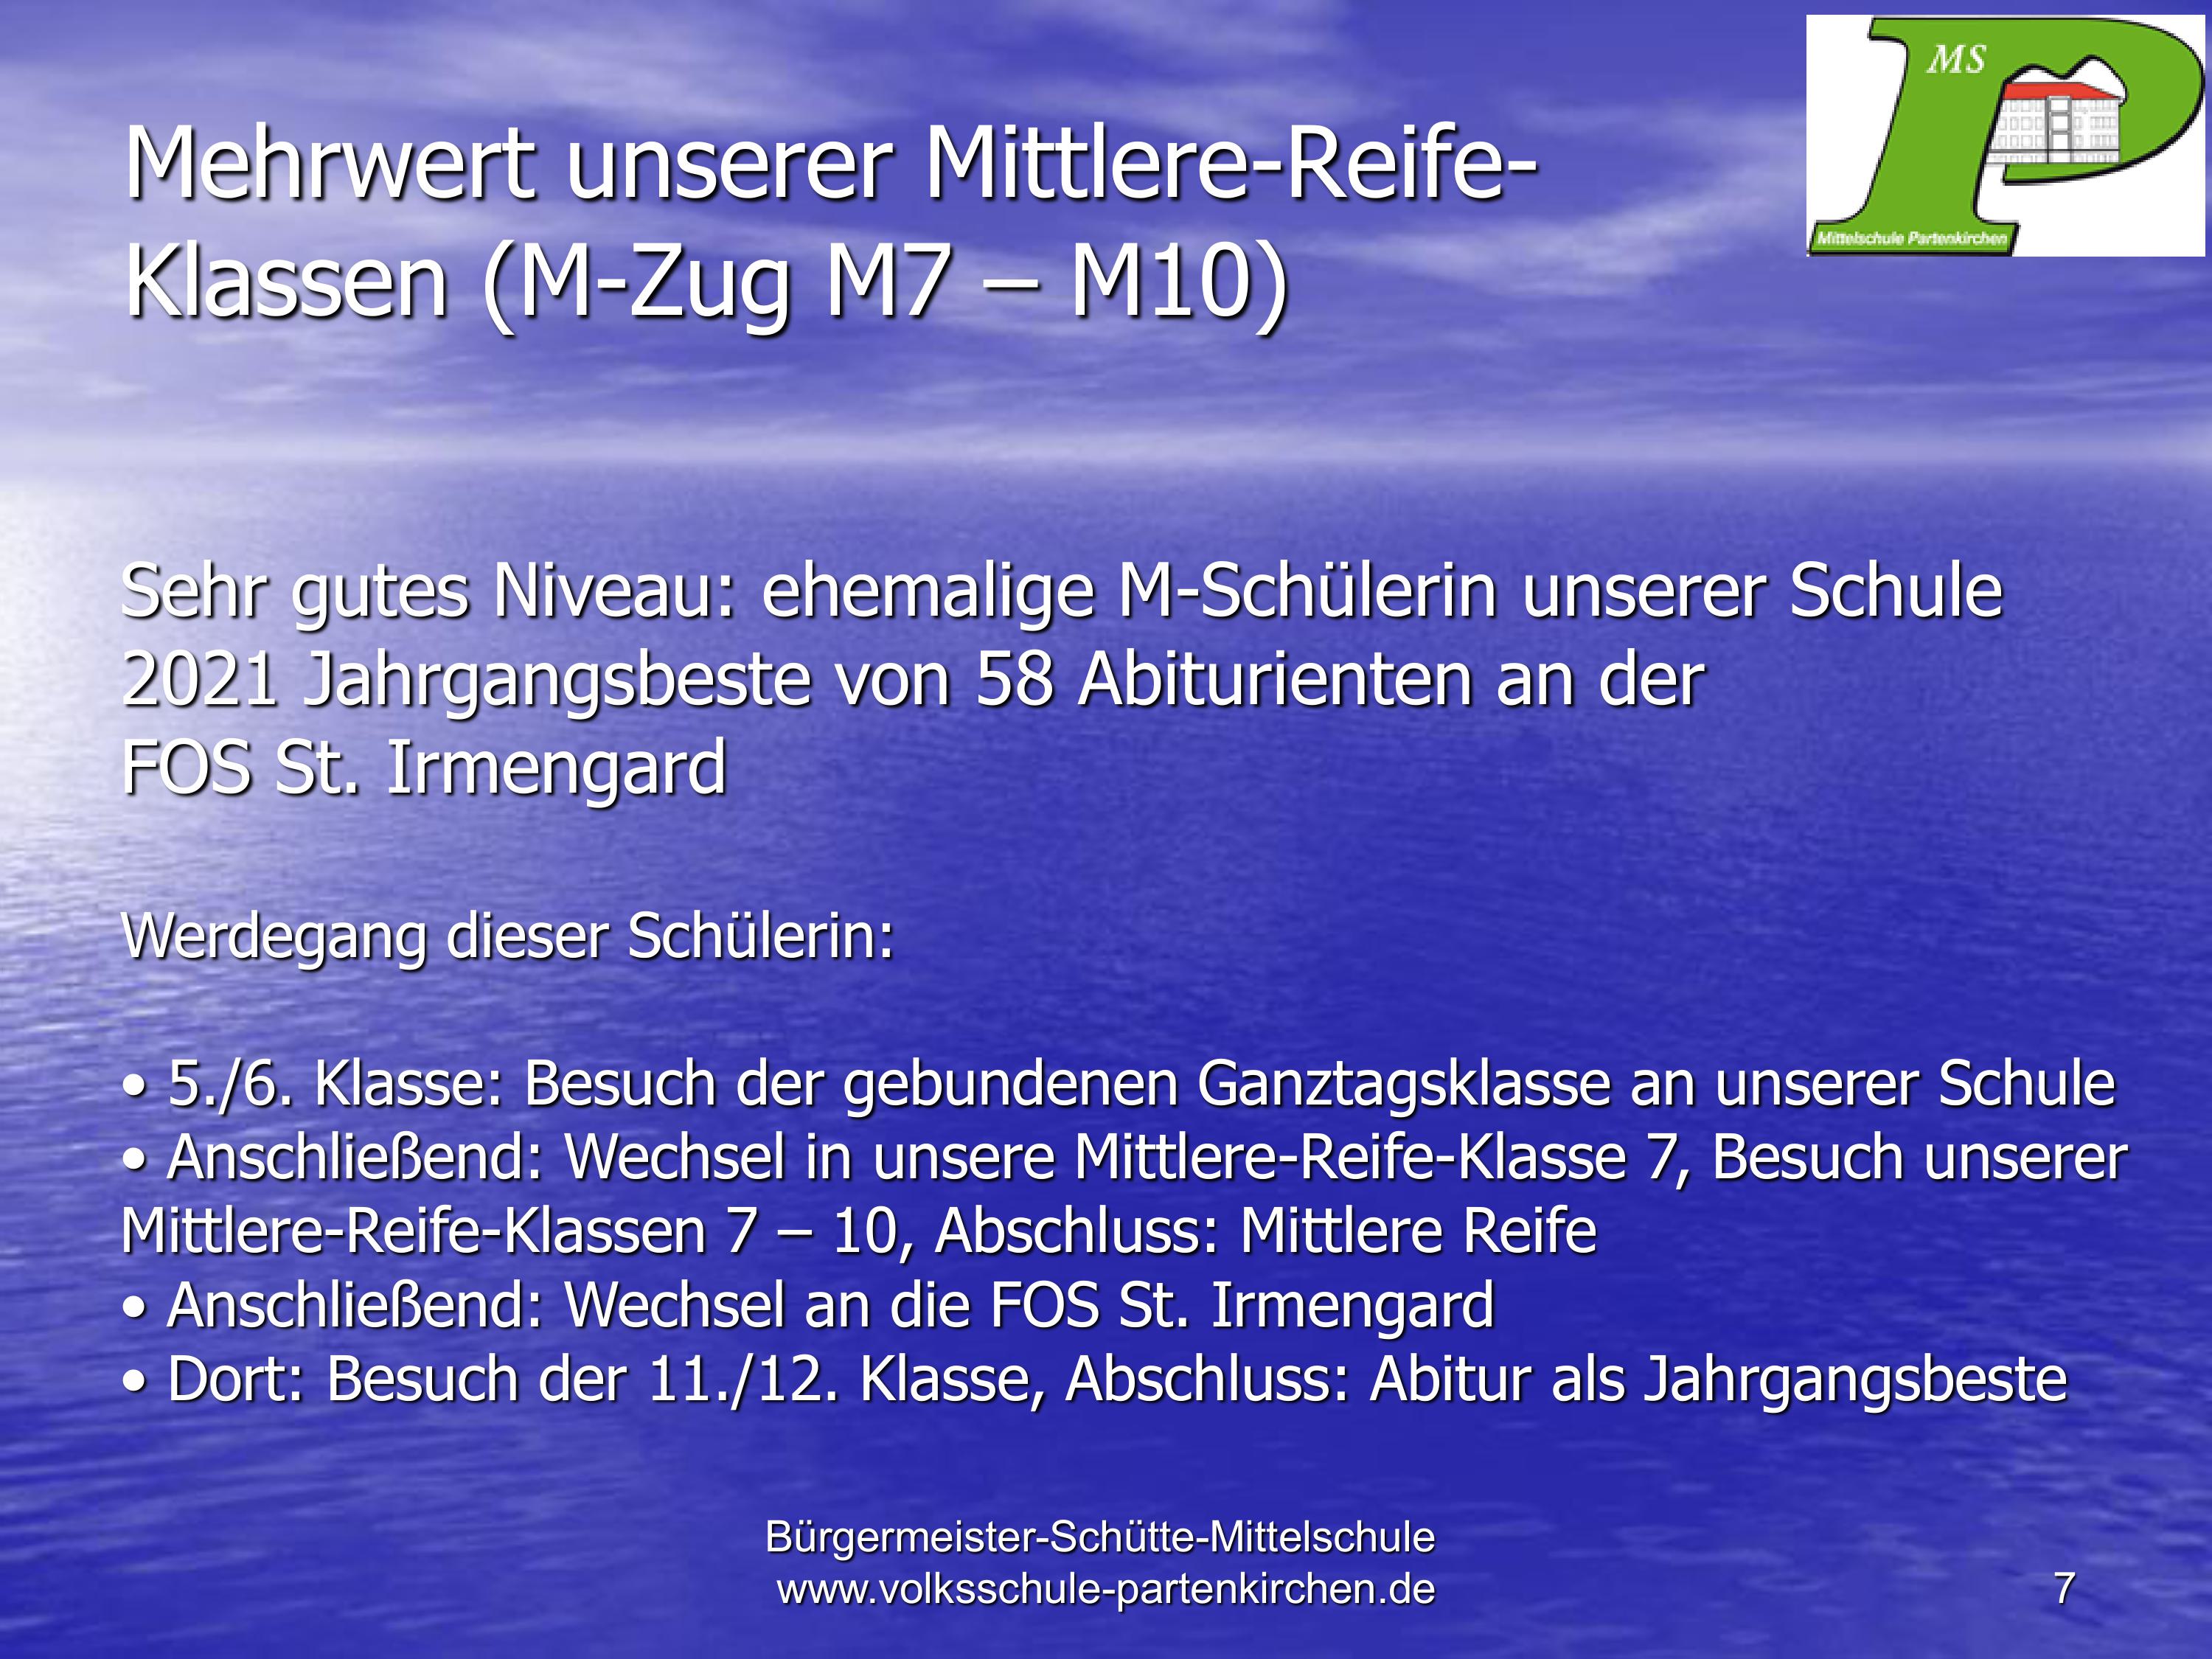 MS
Mittelschule Partenkirchen
Mehrwert unserer Mittlere-Reife-
Klassen (M-Zug M7 – M10)
Sehr gutes Niveau: ehemalige M-Schülerin unserer Schule
2021 Jahrgangsbeste von 58 Abiturienten an der
FOS St. Irmengard
Werdegang dieser Schülerin:
• 5./6. Klasse: Besuch der gebundenen Ganztagsklasse an unserer Schule
• Anschließend: Wechsel in unsere Mittlere-Reife-Klasse 7, Besuch unserer
Mittlere-Reife-Klassen 7 – 10, Abschluss: Mittlere Reife
• Anschließend: Wechsel an die FOS St. Irmengard
• Dort: Besuch der 11./12. Klasse, Abschluss: Abitur als Jahrgangsbeste
Bürgermeister-Schütte-Mittelschule
www.volksschule-partenkirchen.de
7